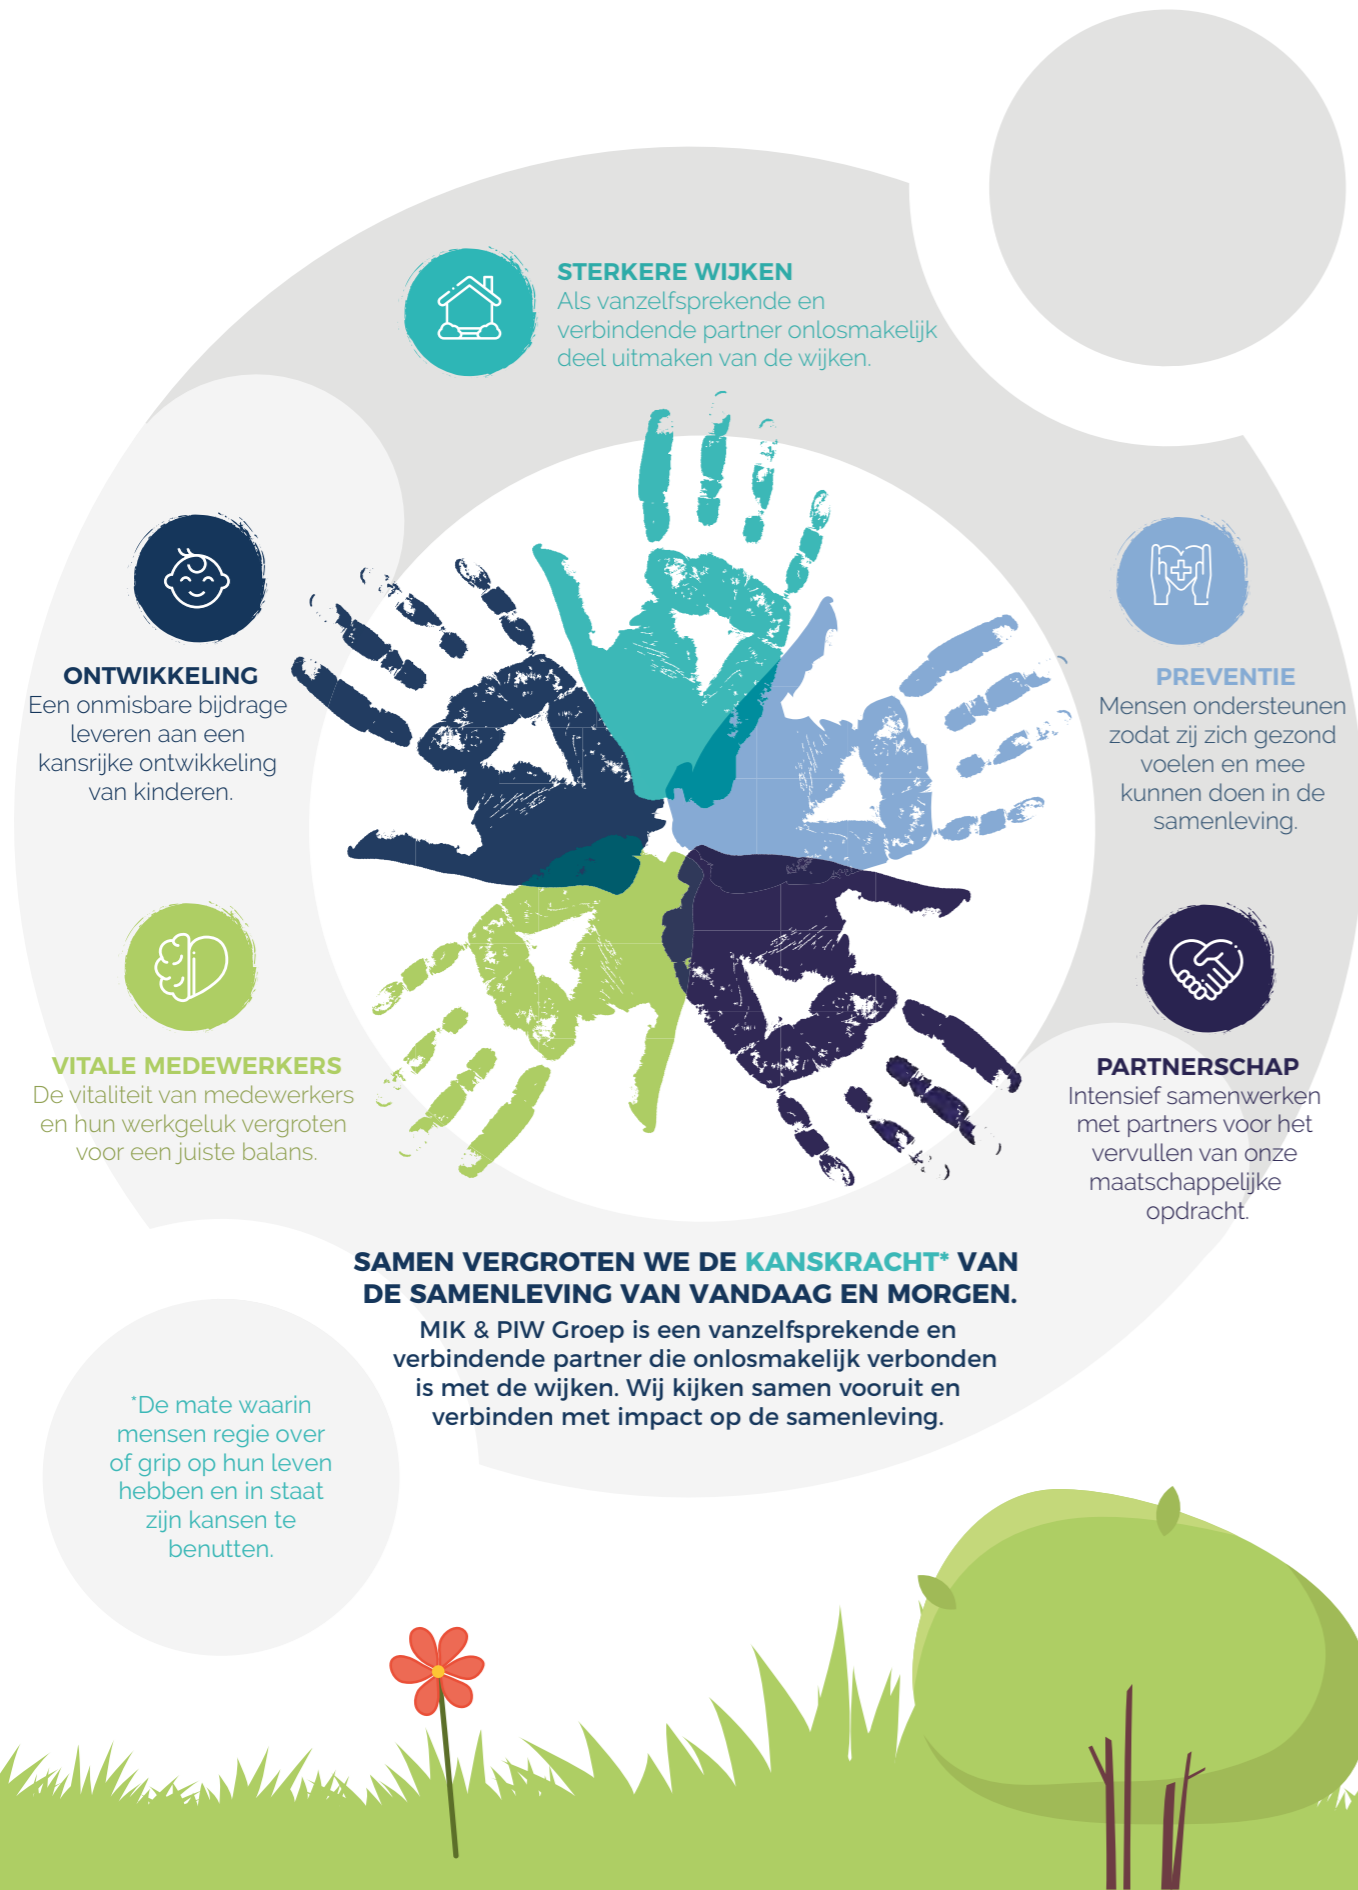 STERKERE WIJKEN
Als vanzelfsprekende en
verbindende partner onlosmakelijk
deel uitmaken van de wijken.
ONTWIKKELING
Een onmisbare bijdrage
leveren aan een
kansrijke ontwikkeling
van kinderen.
PREVENTIE
Mensen ondersteunen
zodat zij zich gezond
voelen en mee
kunnen doen in de
samenleving.
VITALE MEDEWERKERS
De vitaliteit van medewerkers
en hun werkgeluk vergroten
voor een juiste balans.
PARTNERSCHAP
Intensief samenwerken
met partners voor het
vervullen van onze
maatschappelijke
opdracht.
SAMEN VERGROTEN WE DE KANSKRACHT* VAN
DE SAMENLEVING VAN VANDAAG EN MORGEN.
MIK & PIW Groep is een vanzelfsprekende en
verbindende partner die onlosmakelijk verbonden
is met de wijken. Wij kijken samen vooruit en
verbinden met impact op de samenleving.
*De mate waarin
mensen regie over
of grip op hun leven
hebben en in staat
zijn kansen te
benutten.